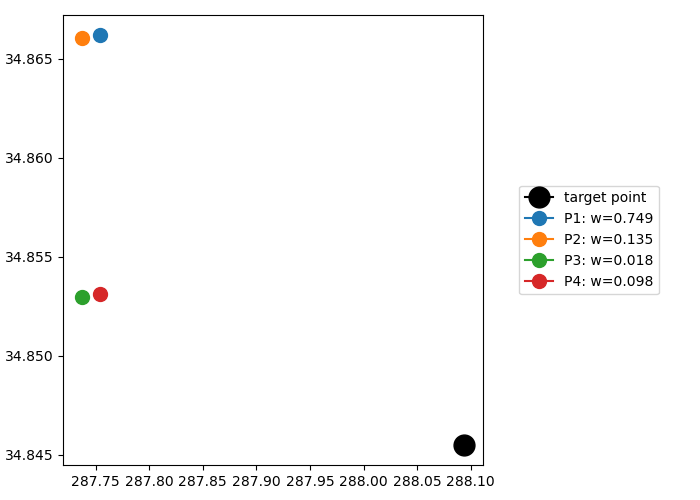 34.865
34.860
34.855
34.850
34.845
287.75 287.80 287.85 287.90 287.95 288.00 288.05 288.10
target point
P1: w=0.749
P2: w=0.135
P3: w=0.018
P4: w=0.098